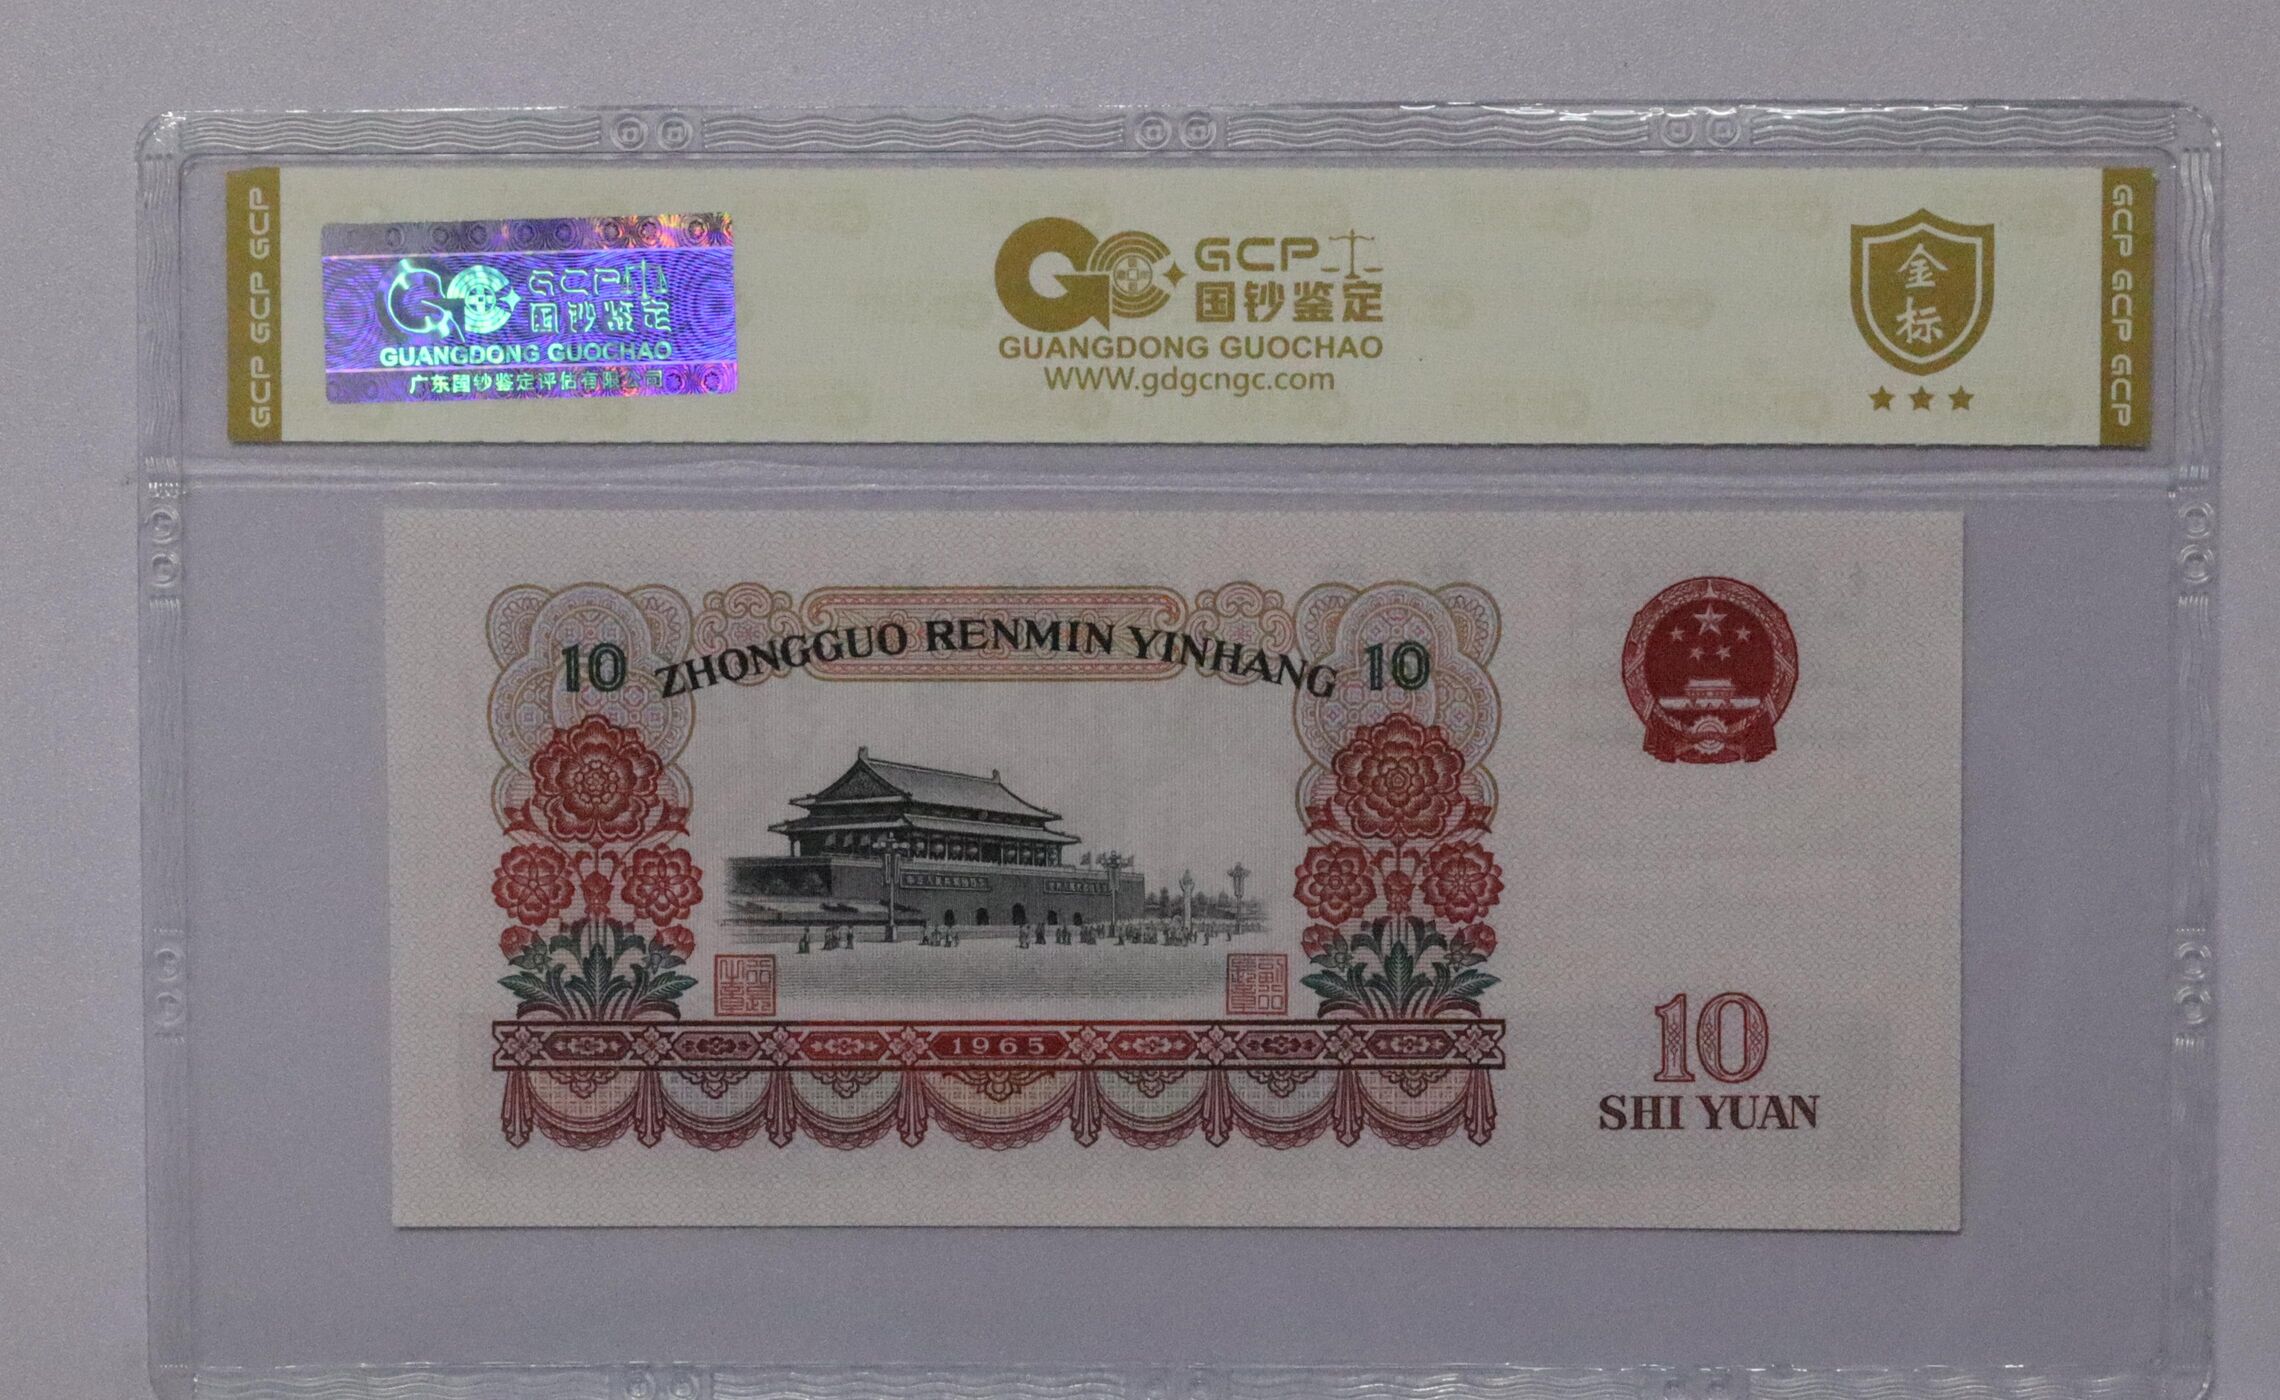 GCP GCP GCP
GCP
国钞鉴定
GUANGDONG GUOCHAO
广东国钞鉴定评估有限公司
GCP
国钞鉴定
GUANGDONG GUOCHAO
WWW.gdgcngc.com
金
标
GCP GCP GCP
10 ZHONGGUO RENMIN YINHANG 10
1965
10
SHI YUAN